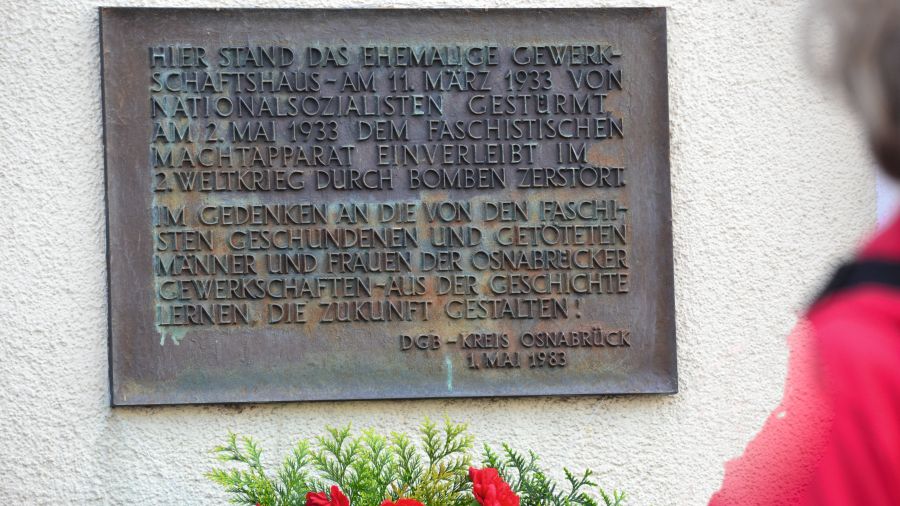 HIER STAND DAS EHEMALIGE GEWERK-
SCHAFTSHAUS - AM 11. MÄRZ 1933 VON
NATIONALSOZIALISTEN GESTÜRMT
AM 2. MAI 1933 DEM FASCHISTISCHEN
MACHTAPPARAT EINVERLEIBT IM
2. WELTKRIEG DURCH BOMBEN ZERSTÖRT.
IM GEDENKEN AN DIE VON DEN FASCHI-
STEN GESCHUNDENEN UND GETÖTETEN
MÄNNER UND FRAUEN DER OSNABRÜCKER
GEWERKSCHAFTEN - AUS DER GESCHICHTE
LERNEN DIE ZUKUNFT GESTALTEN!
DGB - KREIS OSNABRÜCK
1. MAI 1983